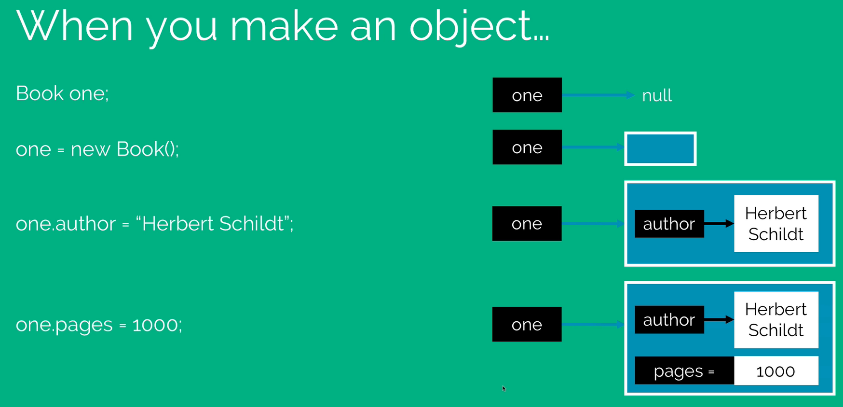 When you make an object...
Book one;
one
null
one = new Book();
one
one.author = “Herbert Schildt”;
one
author
Herbert
Schildt
one.pages = 1000;
one
author
Herbert
Schildt
pages =
1000